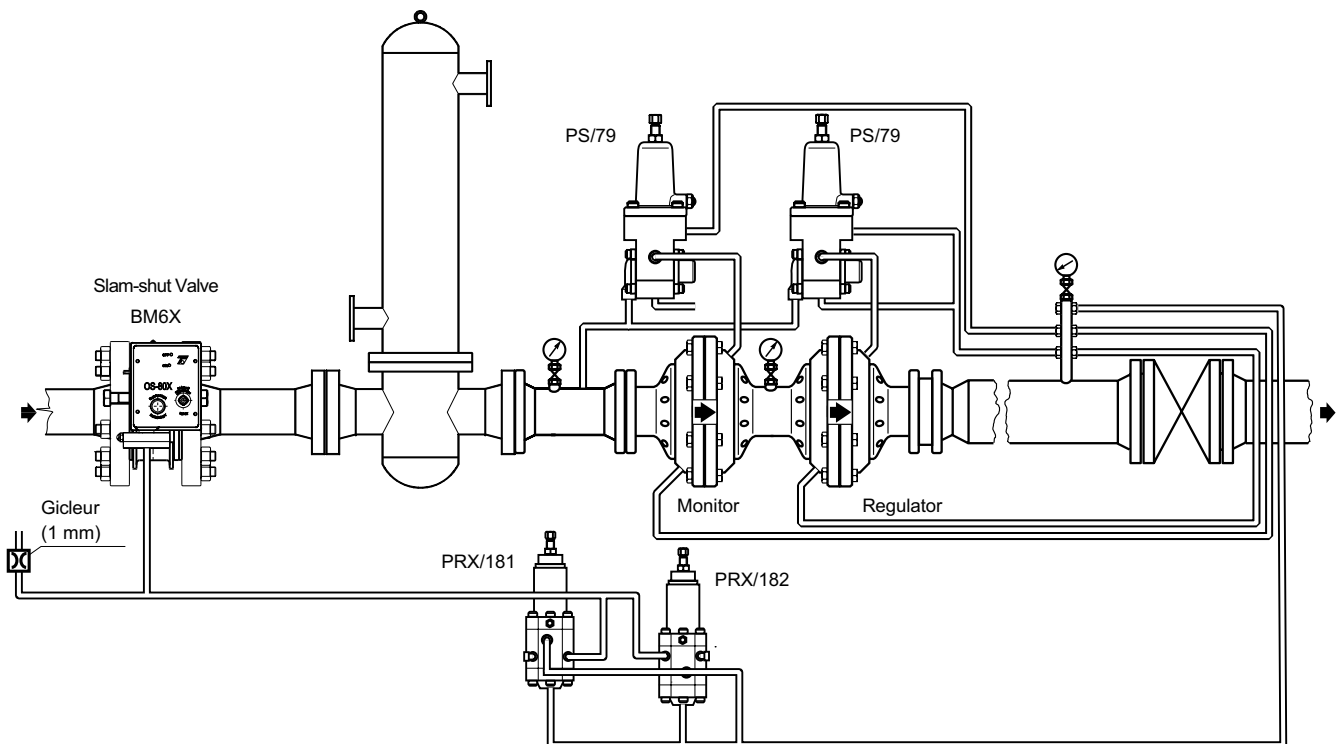 PS/79
PS/79
Slam-shut Valve
BM6X
OS-80X
Gicleur
(1 mm)
Monitor
Regulator
PRX/181
PRX/182